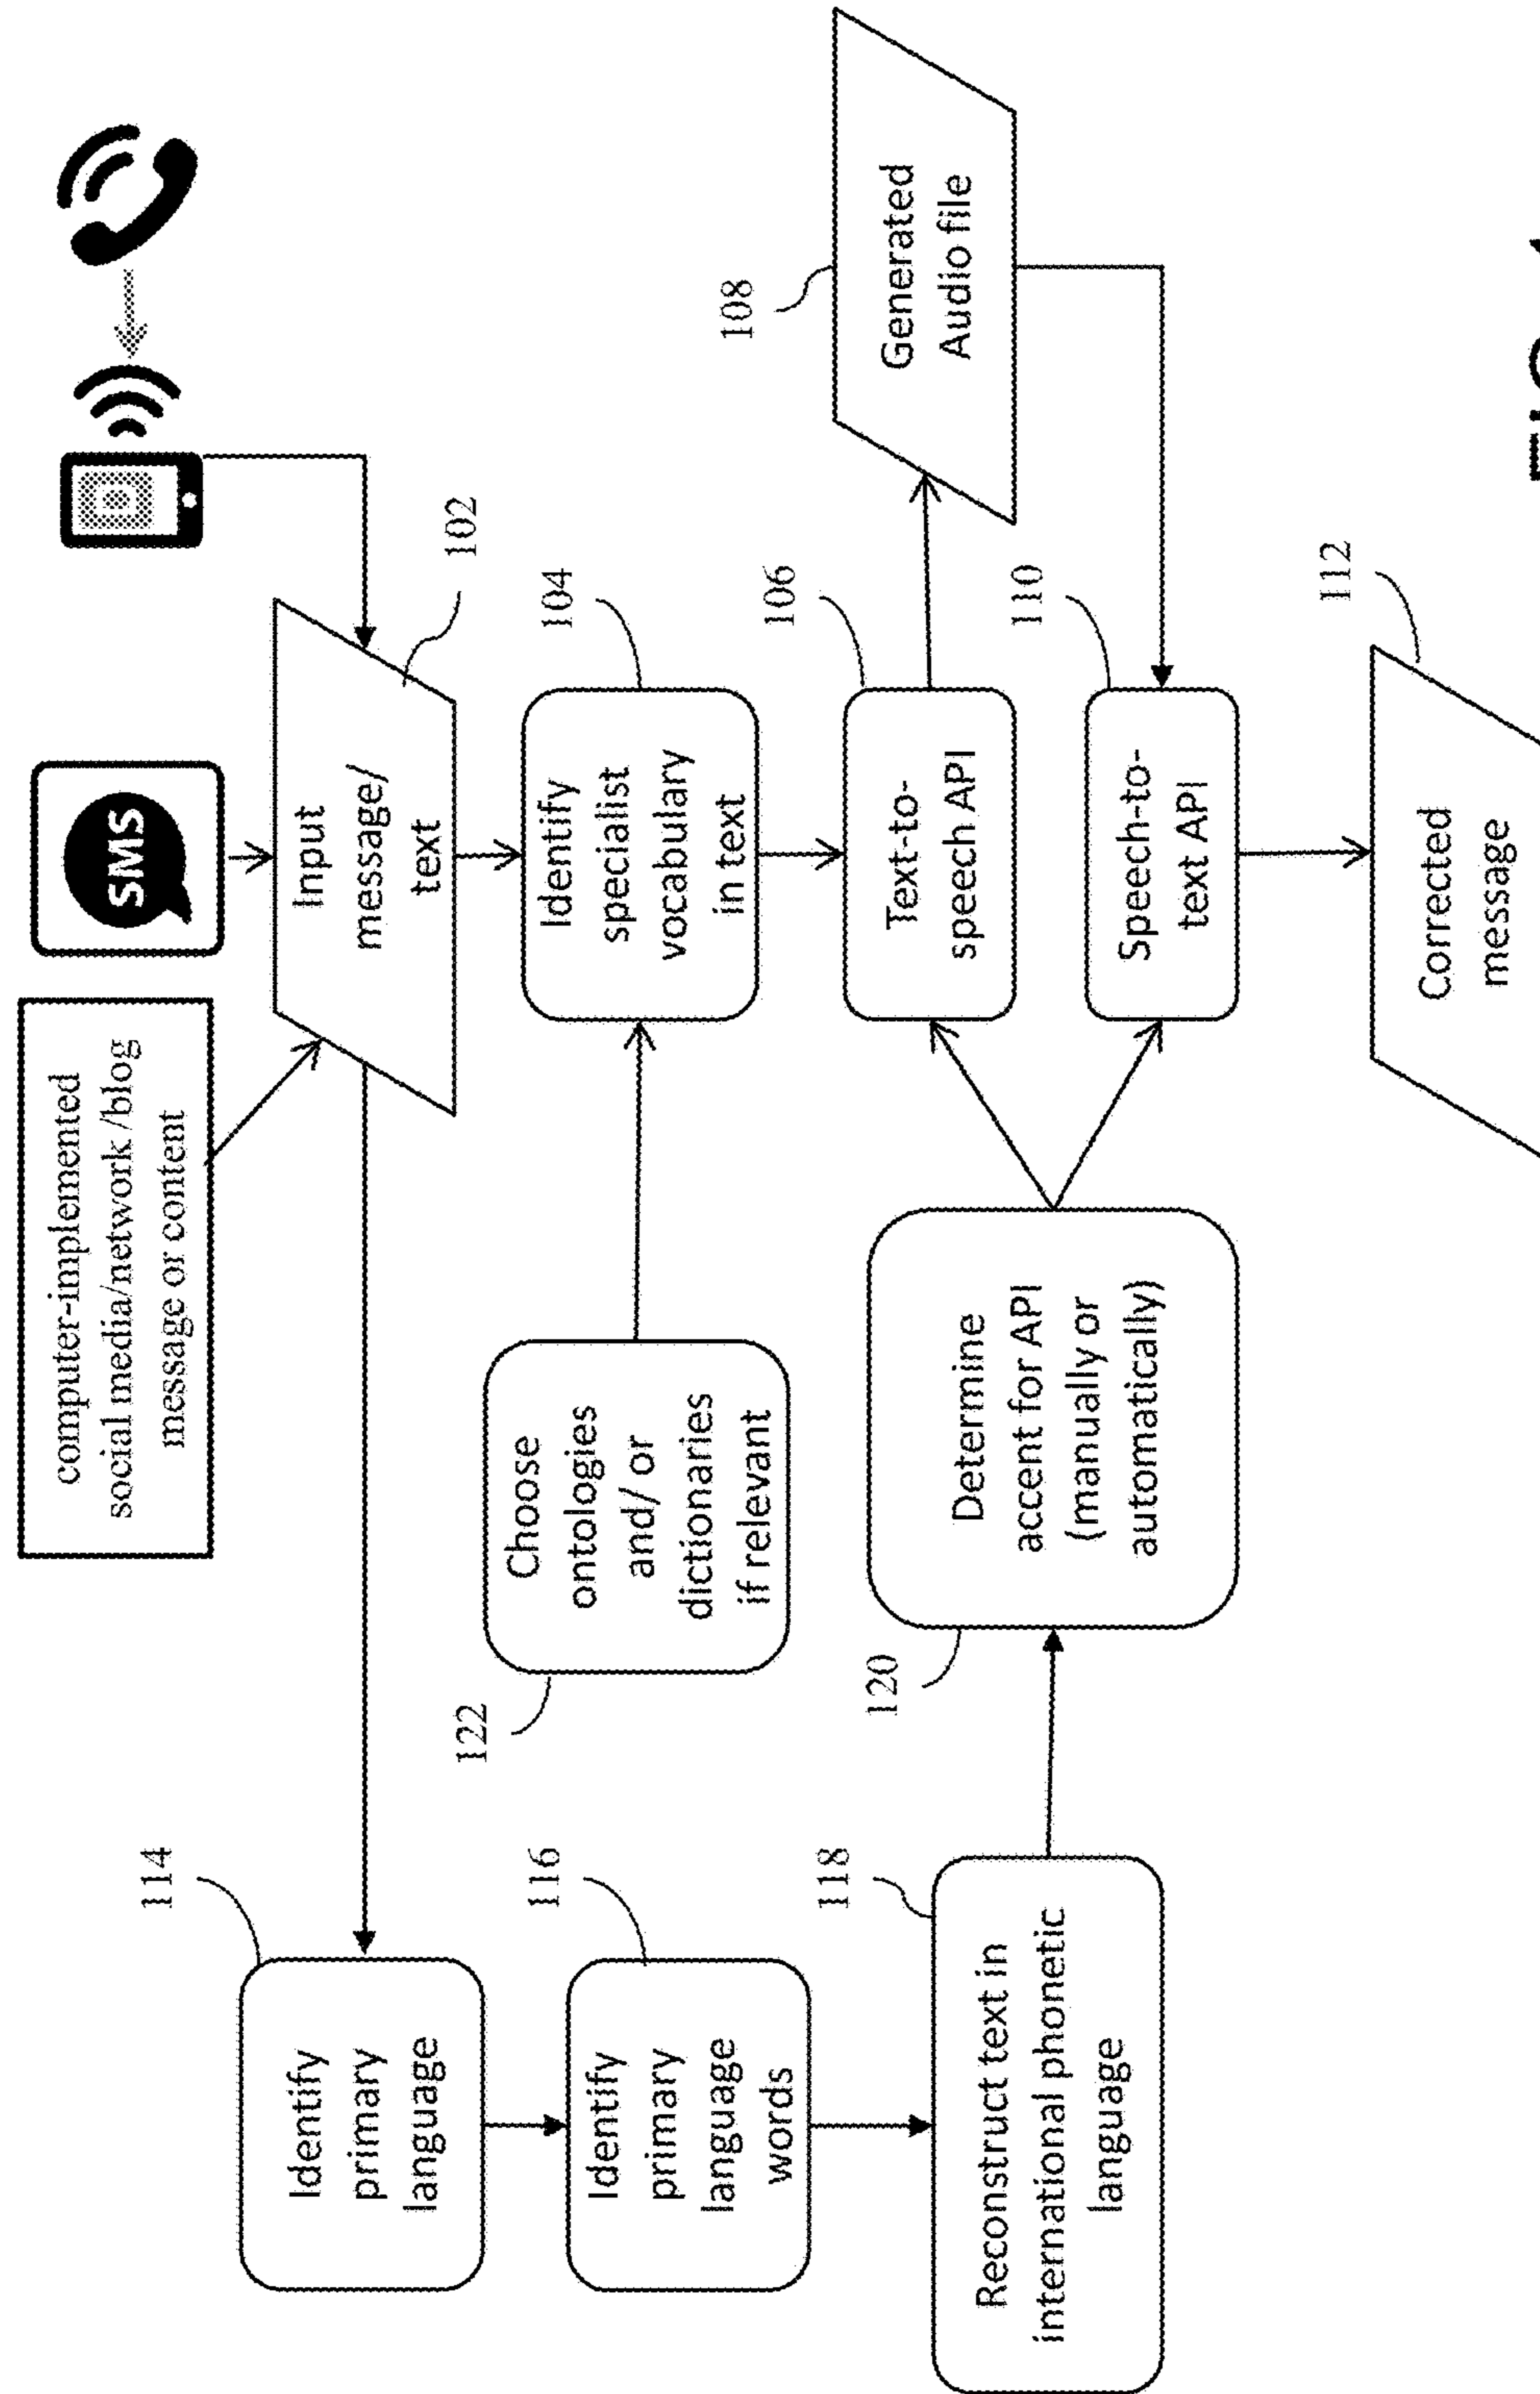 computer-implemented
social media/network /blog
message or content
SMS
Input
message/
text
102
Identify
primary
language
114
Choose
ontologies
and/ or
dictionaries
if relevant
122
Identify
specialist
vocabulary
in text
104
Identify
primary
language
words
116
Text-to-
speech API
106
Generated
Audio file
108
Reconstruct text in
international phonetic
language
118
Determine
accent for API
(manually or
automatically)
120
Speech-to-
text API
110
Corrected
message
112